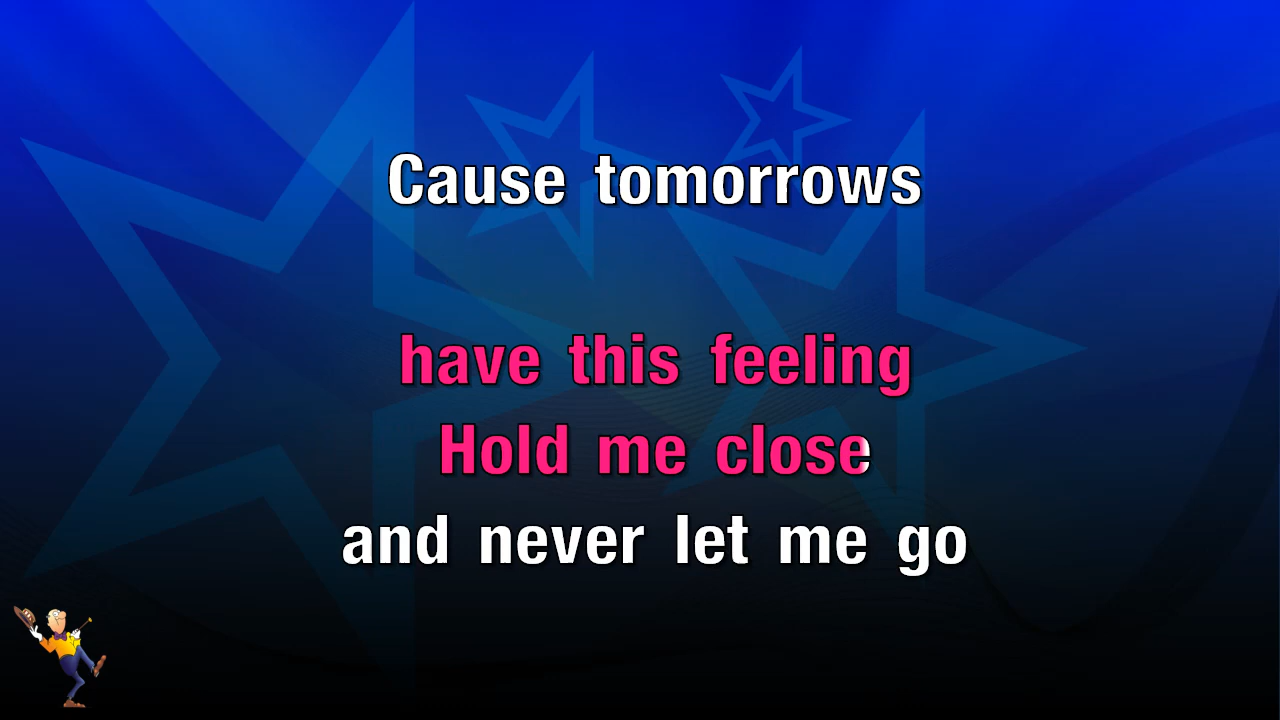 Cause tomorrows
have this feeling
Hold me close
and never let me go